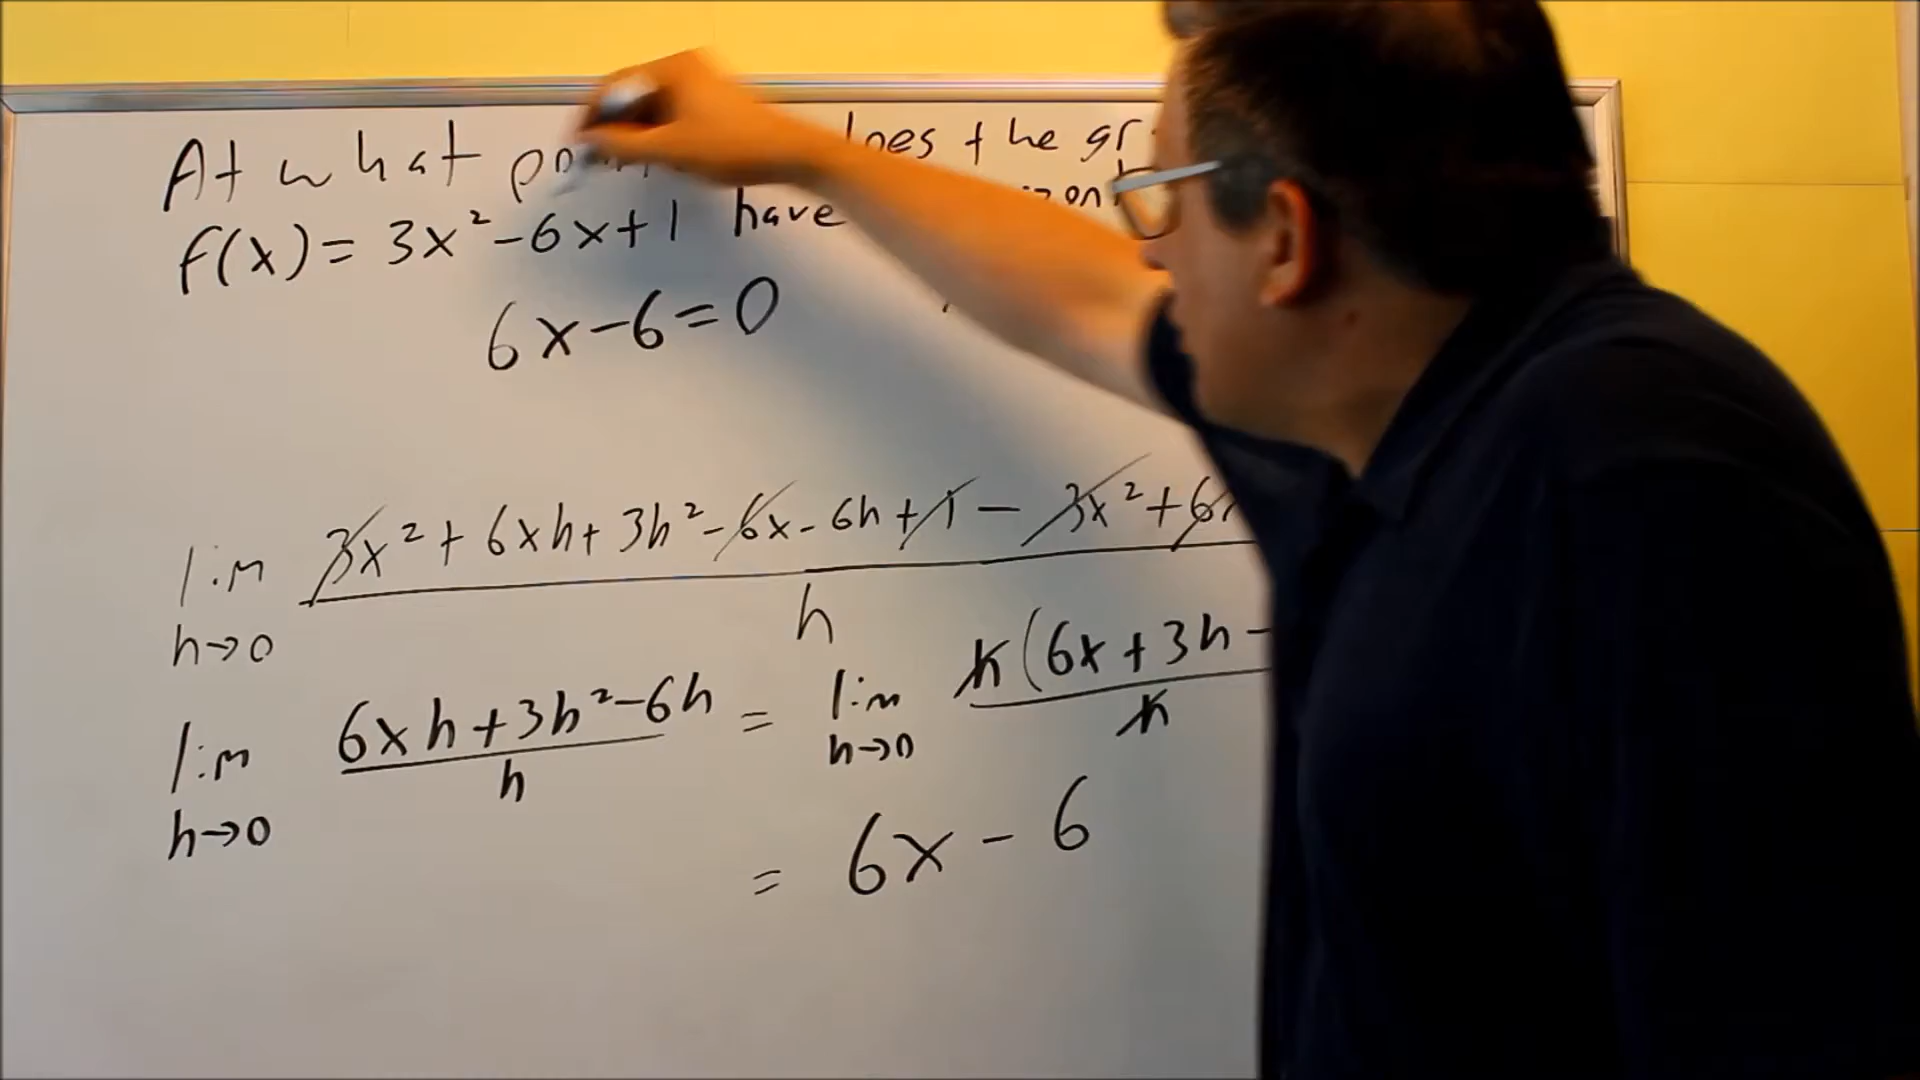 At what does the
f(x) = 3x² - 6x + 1 have
6x - 6 = 0
lim 3x² + 6xh + 3h² - 6x - 6h + 1 - 3x² + 6x
h→0 h
lim 6xh + 3h² - 6h = lim h(6x + 3h -
h→0 h h→0 h
= 6x - 6